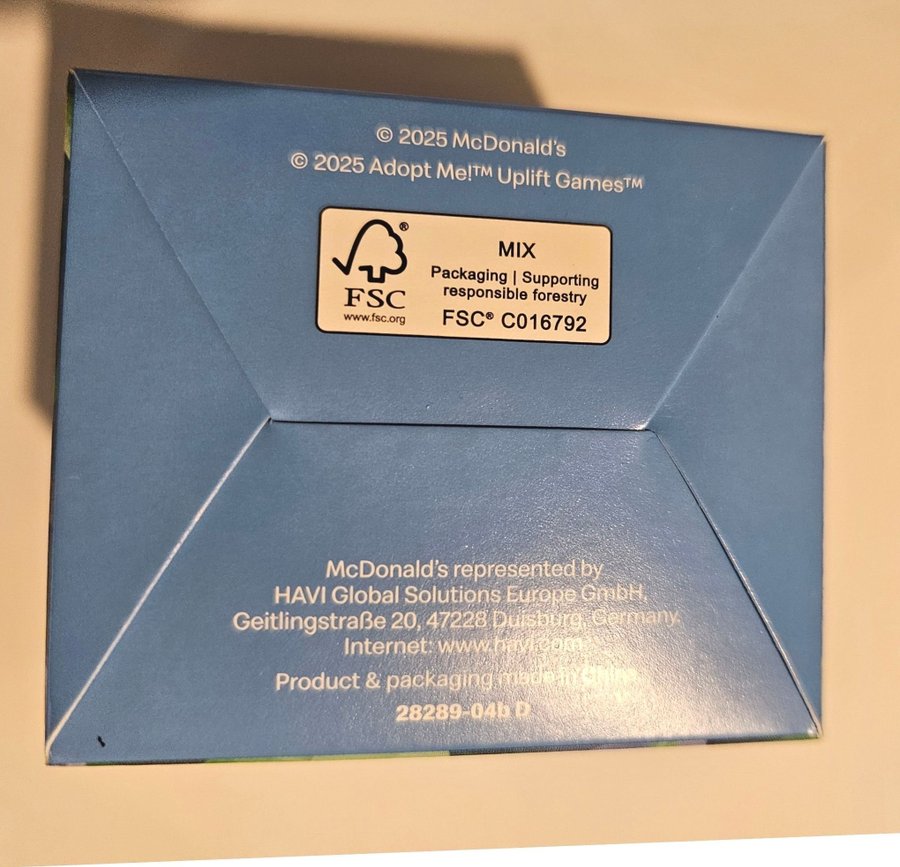 © 2025 McDonald's
© 2025 Adopt Me!™ Uplift Games™
FSC®
www.fsc.org
MIX
Packaging | Supporting
responsible forestry
FSC® C016792
McDonald's represented by
HAVI Global Solutions Europe GmbH,
Geitlingstraße 20, 47228 Duisburg, Germany
Internet: www.havi.com
Product & packaging made in China
28289-04b D